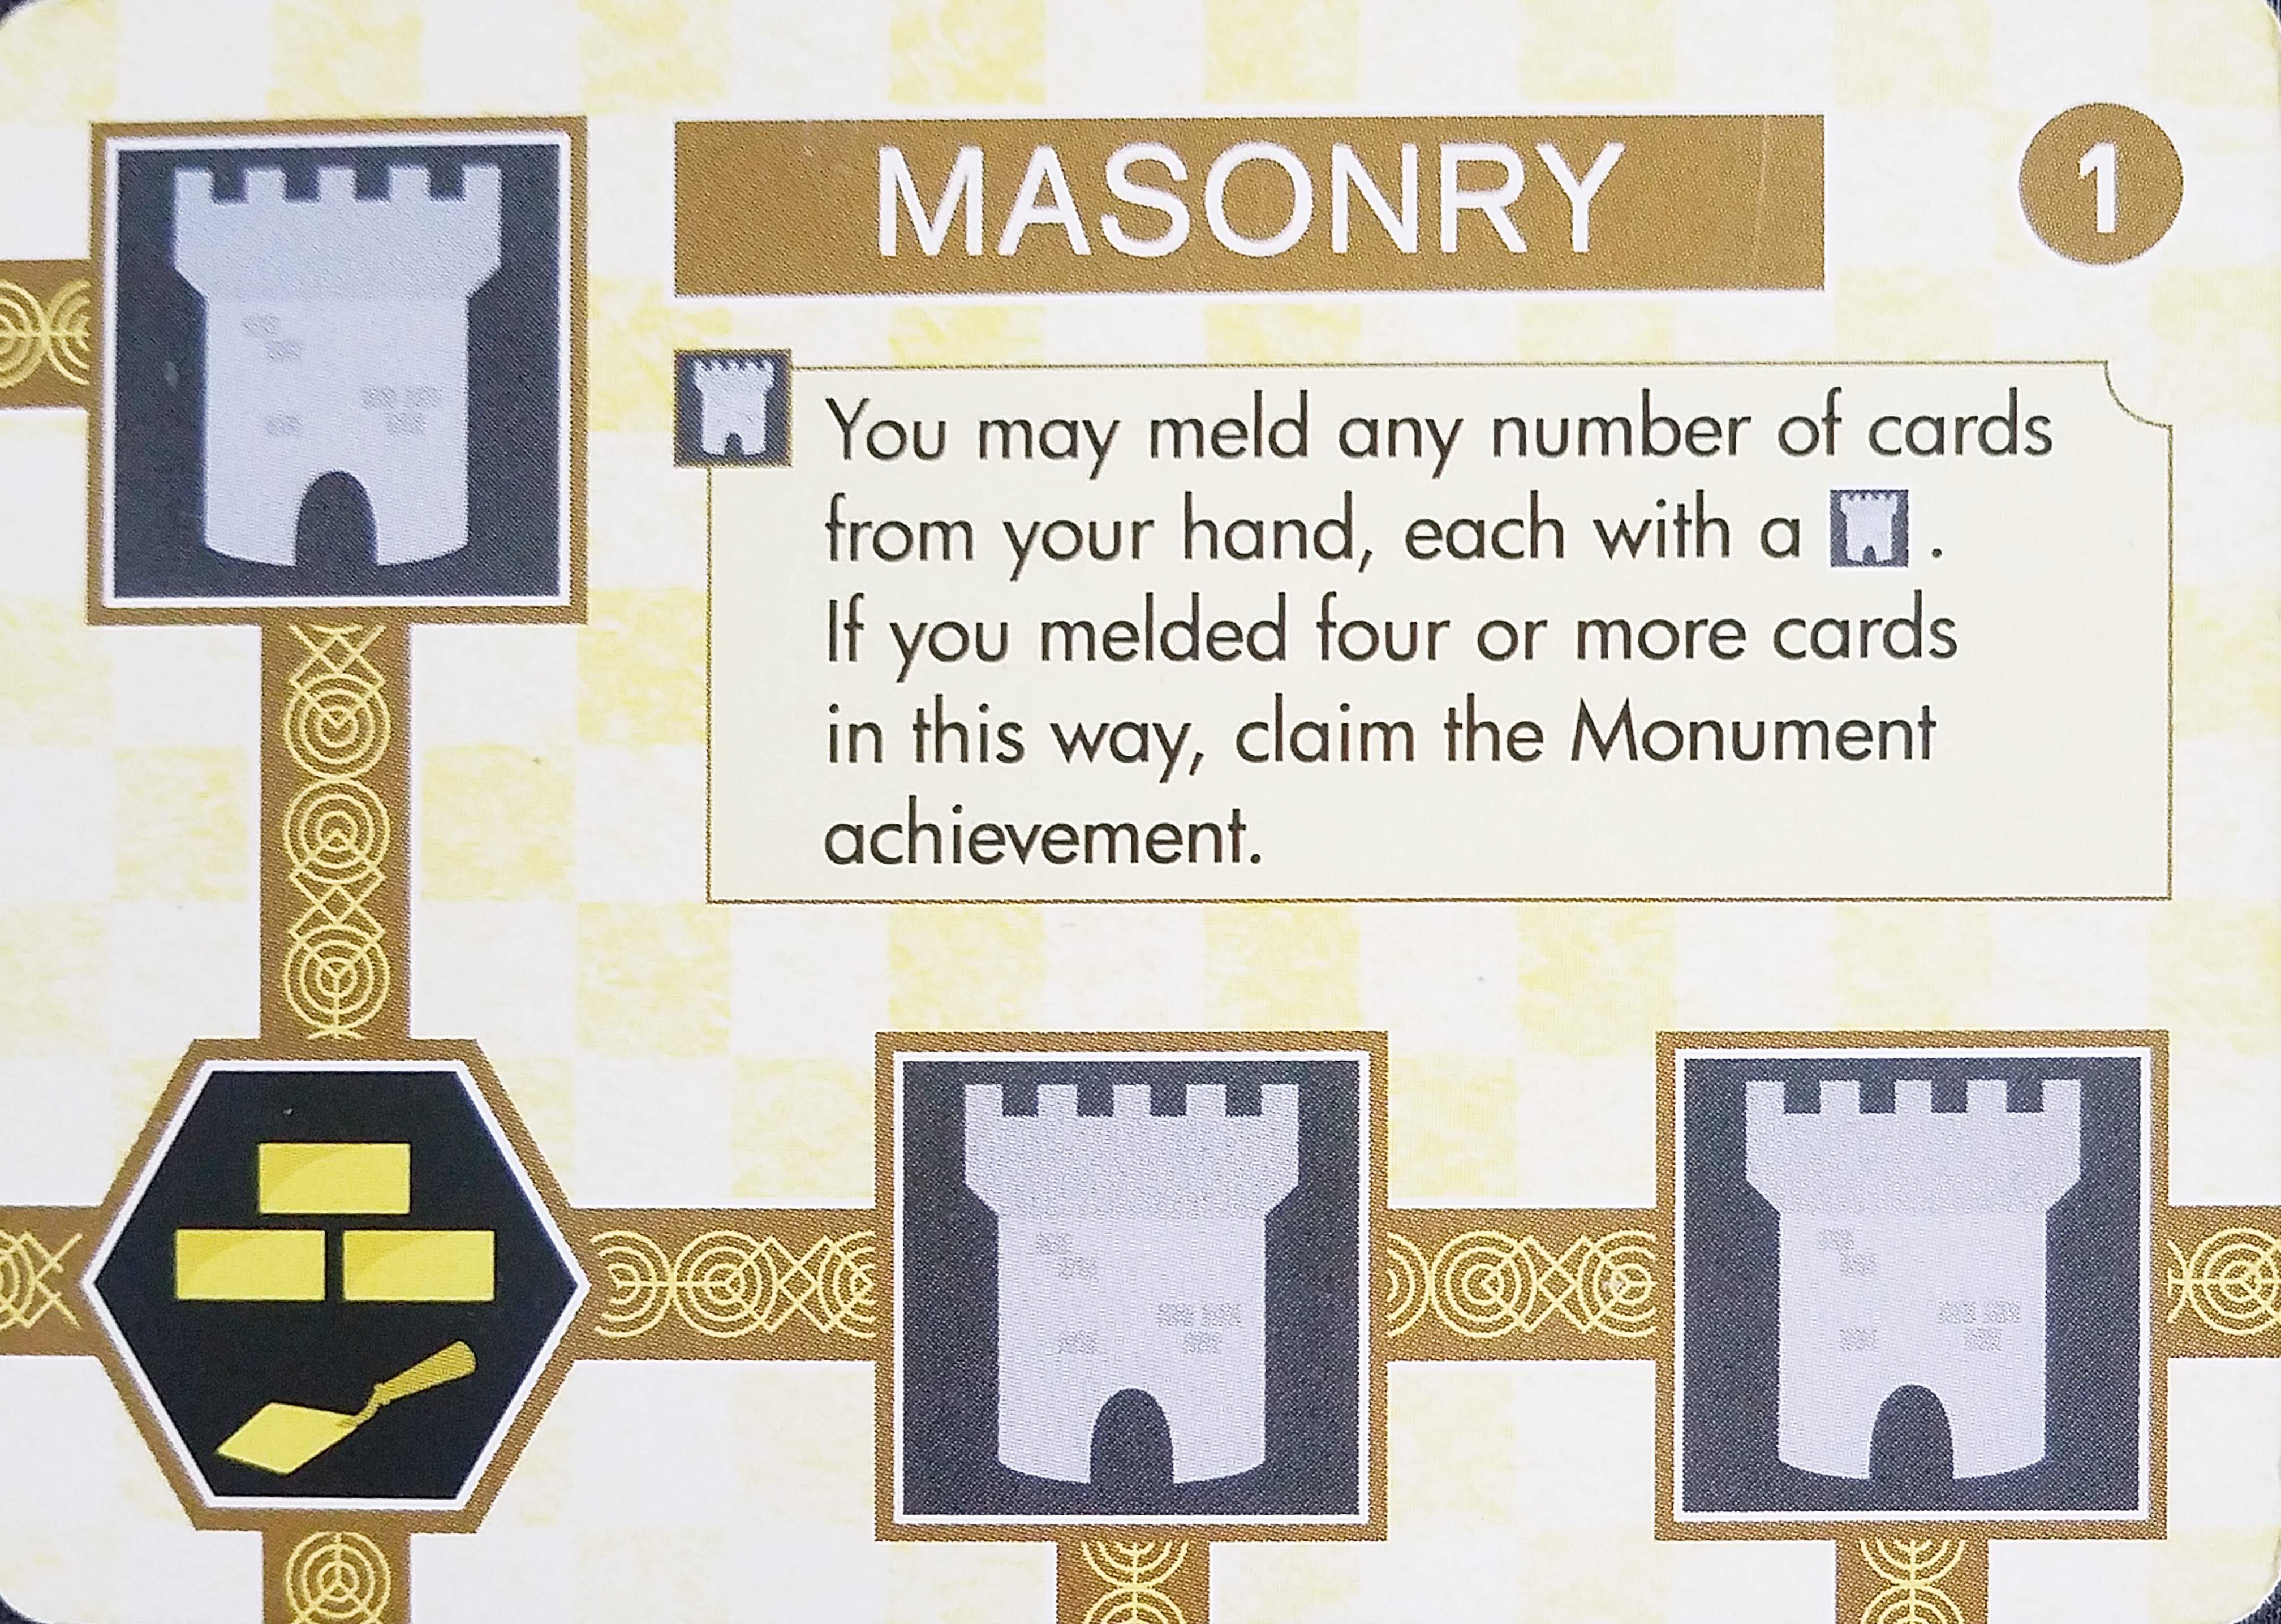 MASONRY
1
You may meld any number of cards
from your hand, each with a .
If you melded four or more cards
in this way, claim the Monument
achievement.